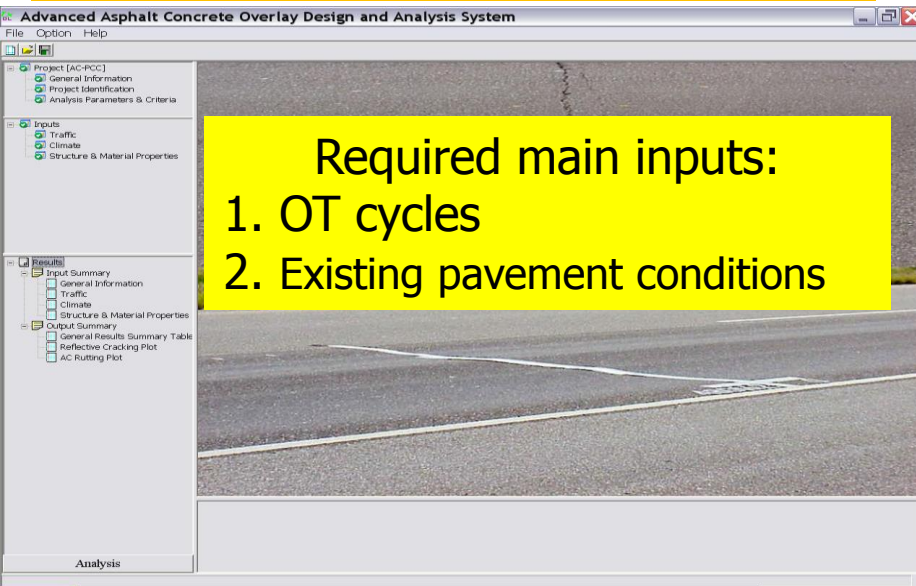 Advanced Asphalt Concrete Overlay Design and Analysis System
File Option Help
Project [AC-PCC]
General Information
Project Identification
Analysis Parameters & Criteria
Inputs
Traffic
Climate
Structure & Material Properties
Required main inputs:
1. OT cycles
2. Existing pavement conditions
Results
Input Summary
General Information
Traffic
Climate
Structure & Material Properties
Output Summary
General Results Summary Table
Reflective Cracking Plot
AC Rutting Plot
Analysis